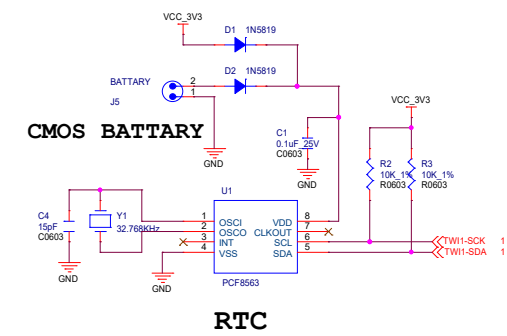 VCC_3V3
D1 1N5819
D2 1N5819
BATTARY
2
1
J5
VCC_3V3
CMOS BATTARY
C1
0.1uF_25V
C0603
GND
GND
R2
10K_1%
R0603
R3
10K_1%
R0603
U1
C4
15pF
C0603
Y1
32.768KHz
1 OSCI VDD 8
2 OSCO CLKOUT 7
3 INT SCL 6
4 VSS SDA 5
TWI1-SCK 1
TWI1-SDA 1
GND
GND
PCF8563
RTC